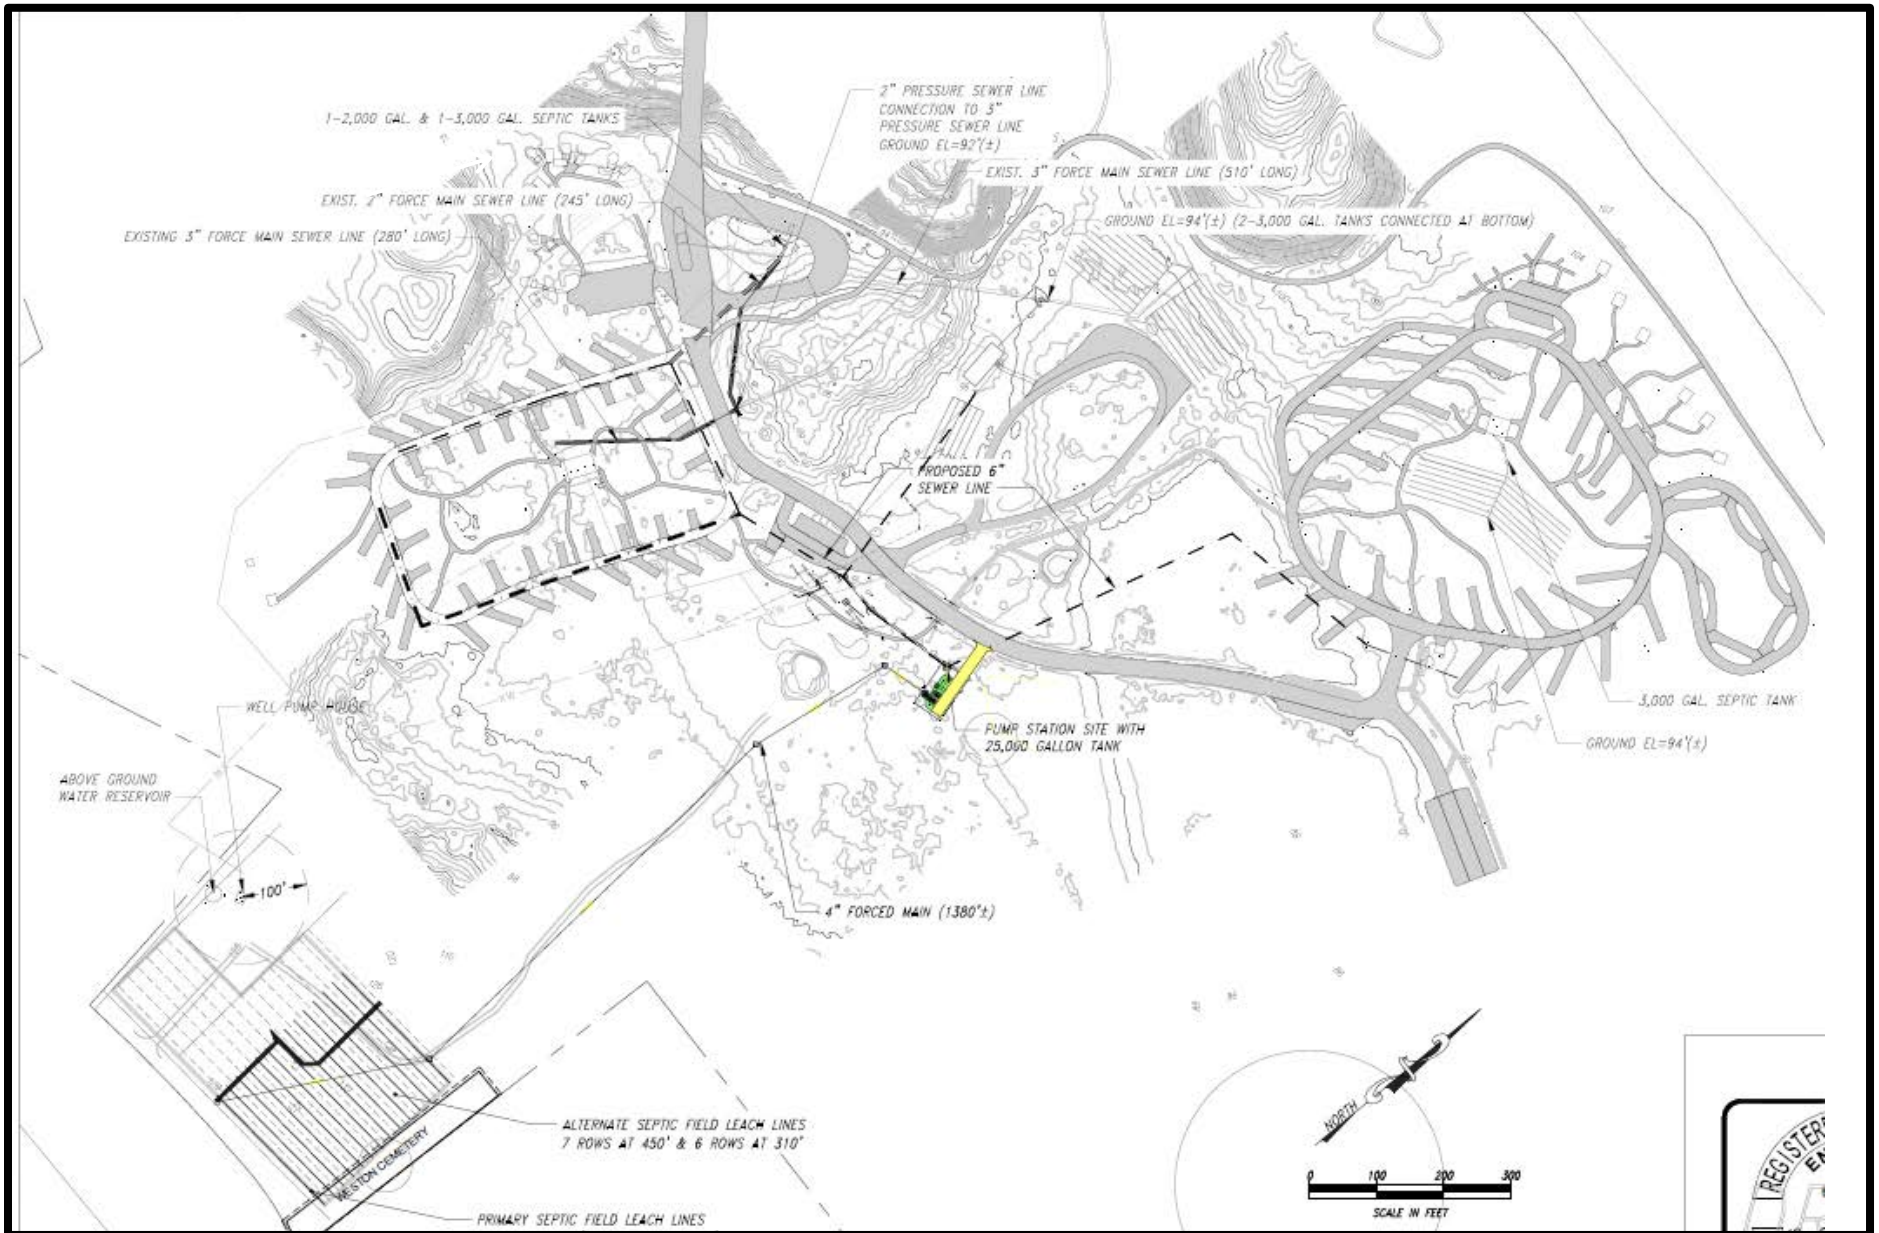 2" PRESSURE SEWER LINE
CONNECTION TO 3"
PRESSURE SEWER LINE
GROUND EL=92'(±)
1-2,000 GAL. & 1-3,000 GAL. SEPTIC TANKS
EXIST. 3" FORCE MAIN SEWER LINE (510' LONG)
EXIST. 2" FORCE MAIN SEWER LINE (245' LONG)
GROUND EL=94'(±) (2-3,000 GAL. TANKS CONNECTED AT BOTTOM)
EXISTING 3" FORCE MAIN SEWER LINE (280' LONG)
PROPOSED 6"
SEWER LINE
3,000 GAL. SEPTIC TANK
WELL PUMP HOUSE
PUMP STATION SITE WITH
25,000 GALLON TANK
GROUND EL=94'(±)
ABOVE GROUND
WATER RESERVOIR
100'
4" FORCED MAIN (1380'±)
ALTERNATE SEPTIC FIELD LEACH LINES
7 ROWS AT 450' & 6 ROWS AT 310'
WESTON CEMETERY
PRIMARY SEPTIC FIELD LEACH LINES
NORTH
0 100 200 300
SCALE IN FEET
REGISTER
EN